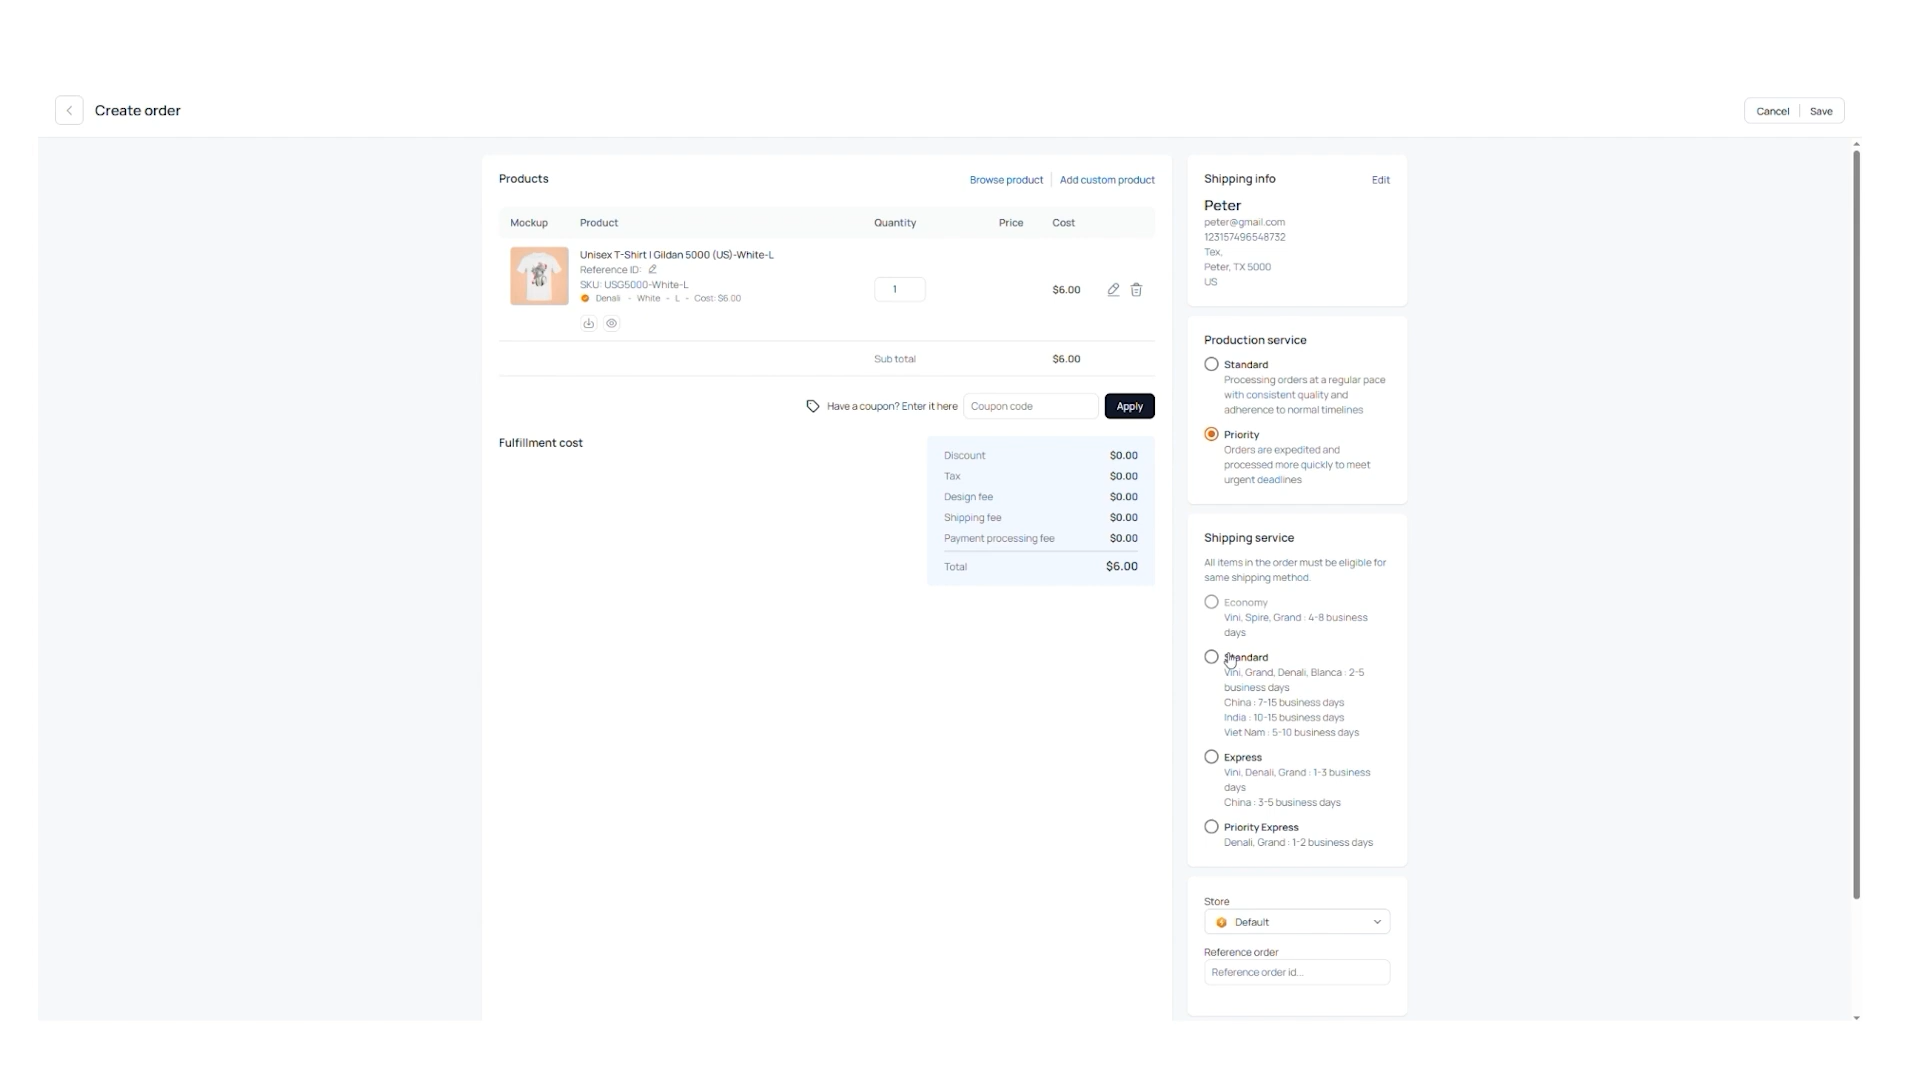 Create order
Cancel
Save
Products
Browse product
Add custom product
Mockup
Product
Quantity
Price
Cost
Unisex T-Shirt | Gildan 5000 (US)-White-L
Reference ID:
SKU: USG5000-White-L
Denali - White - L - Cost: $6.00
1
$6.00
Sub total
$6.00
Have a coupon? Enter it here
Coupon code
Apply
Fulfillment cost
Discount $0.00
Tax $0.00
Design fee $0.00
Shipping fee $0.00
Payment processing fee $0.00
Total $6.00
Shipping info
Edit
Peter
peter@gmail.com
123157496548732
Tex,
Peter, TX 5000
US
Production service
Standard
Processing orders at a regular pace
with consistent quality and
adherence to normal timelines
Priority
Orders are expedited and
processed more quickly to meet
urgent deadlines
Shipping service
All items in the order must be eligible for
same shipping method.
Economy
Vini, Spire, Grand : 4-8 business
days
Standard
Vini, Grand, Denali, Blanca : 2-5
business days
China : 7-15 business days
India : 10-15 business days
Viet Nam : 5-10 business days
Express
Vini, Denali, Grand : 1-3 business
days
China : 3-5 business days
Priority Express
Denali, Grand : 1-2 business days
Store
Default
Reference order
Reference order id...